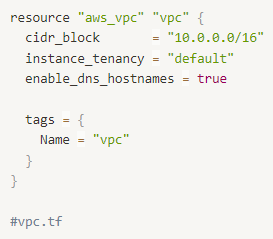 resource "aws_vpc" "vpc" {
  cidr_block           = "10.0.0.0/16"
  instance_tenancy = "default"
  enable_dns_hostnames = true

  tags = {
    Name = "vpc"
  }
}

#vpc.tf